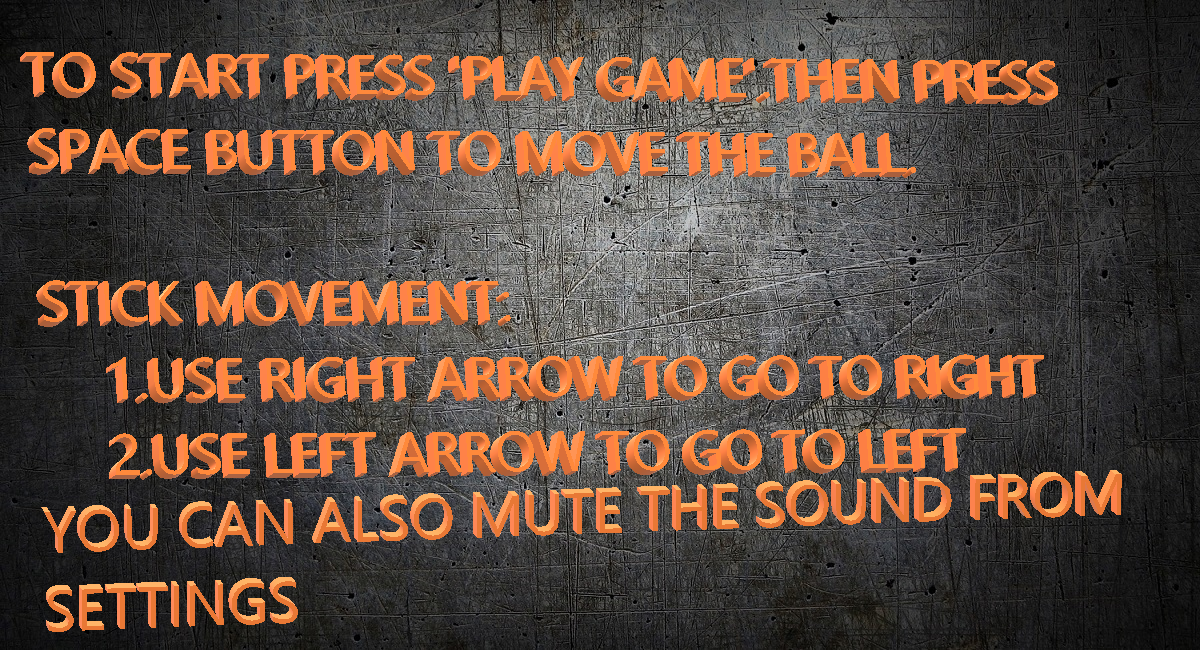 TO START PRESS ‘PLAY GAME’.THEN PRESS
SPACE BUTTON TO MOVE THE BALL.
STICK MOVEMENT:
1.USE RIGHT ARROW TO GO TO RIGHT
2.USE LEFT ARROW TO GO TO LEFT
YOU CAN ALSO MUTE THE SOUND FROM
SETTINGS